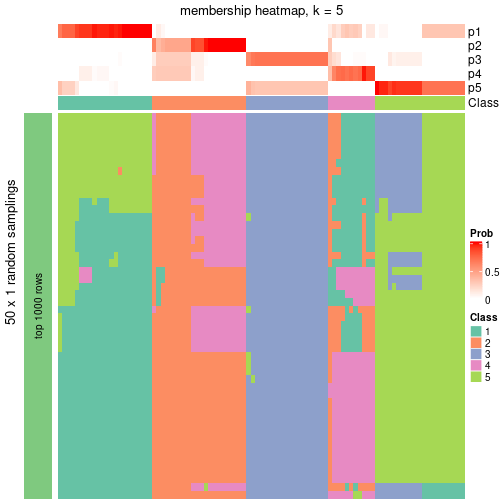 membership heatmap, k = 5
p1
p2
p3
p4
p5
Class
50 x 1 random samplings
top 1000 rows
Prob
1
0.5
0
Class
1
2
3
4
5